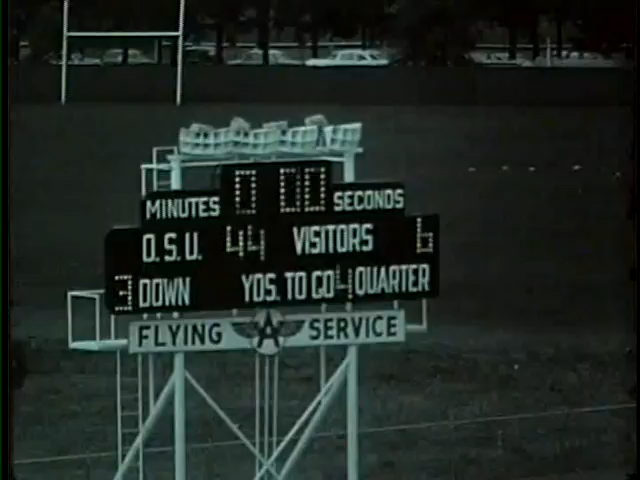 MINUTES 0 00 SECONDS
O.S.U. 44 VISITORS 6
3 DOWN YDS. TO GO 4 QUARTER
FLYING A SERVICE